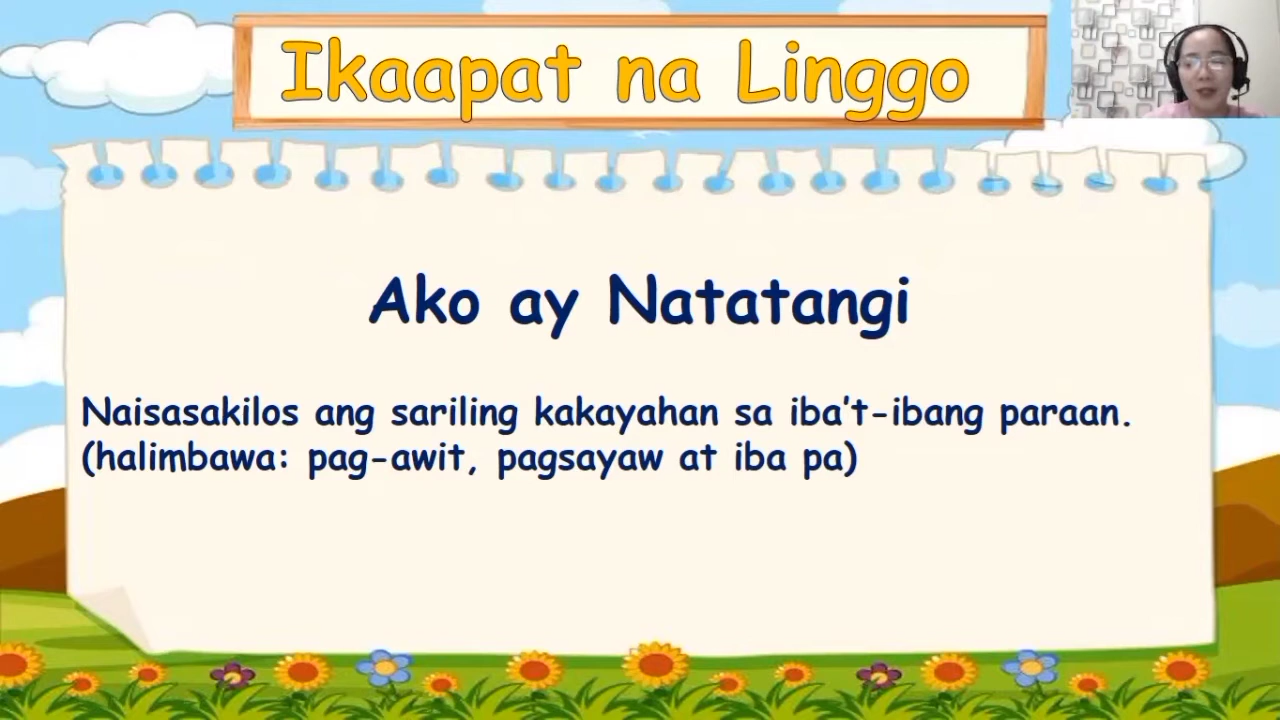 Ikaapat na Linggo
Ako ay Natatangi
Naisasakilos ang sariling kakayahan sa iba't-ibang paraan.
(halimbawa: pag-awit, pagsayaw at iba pa)